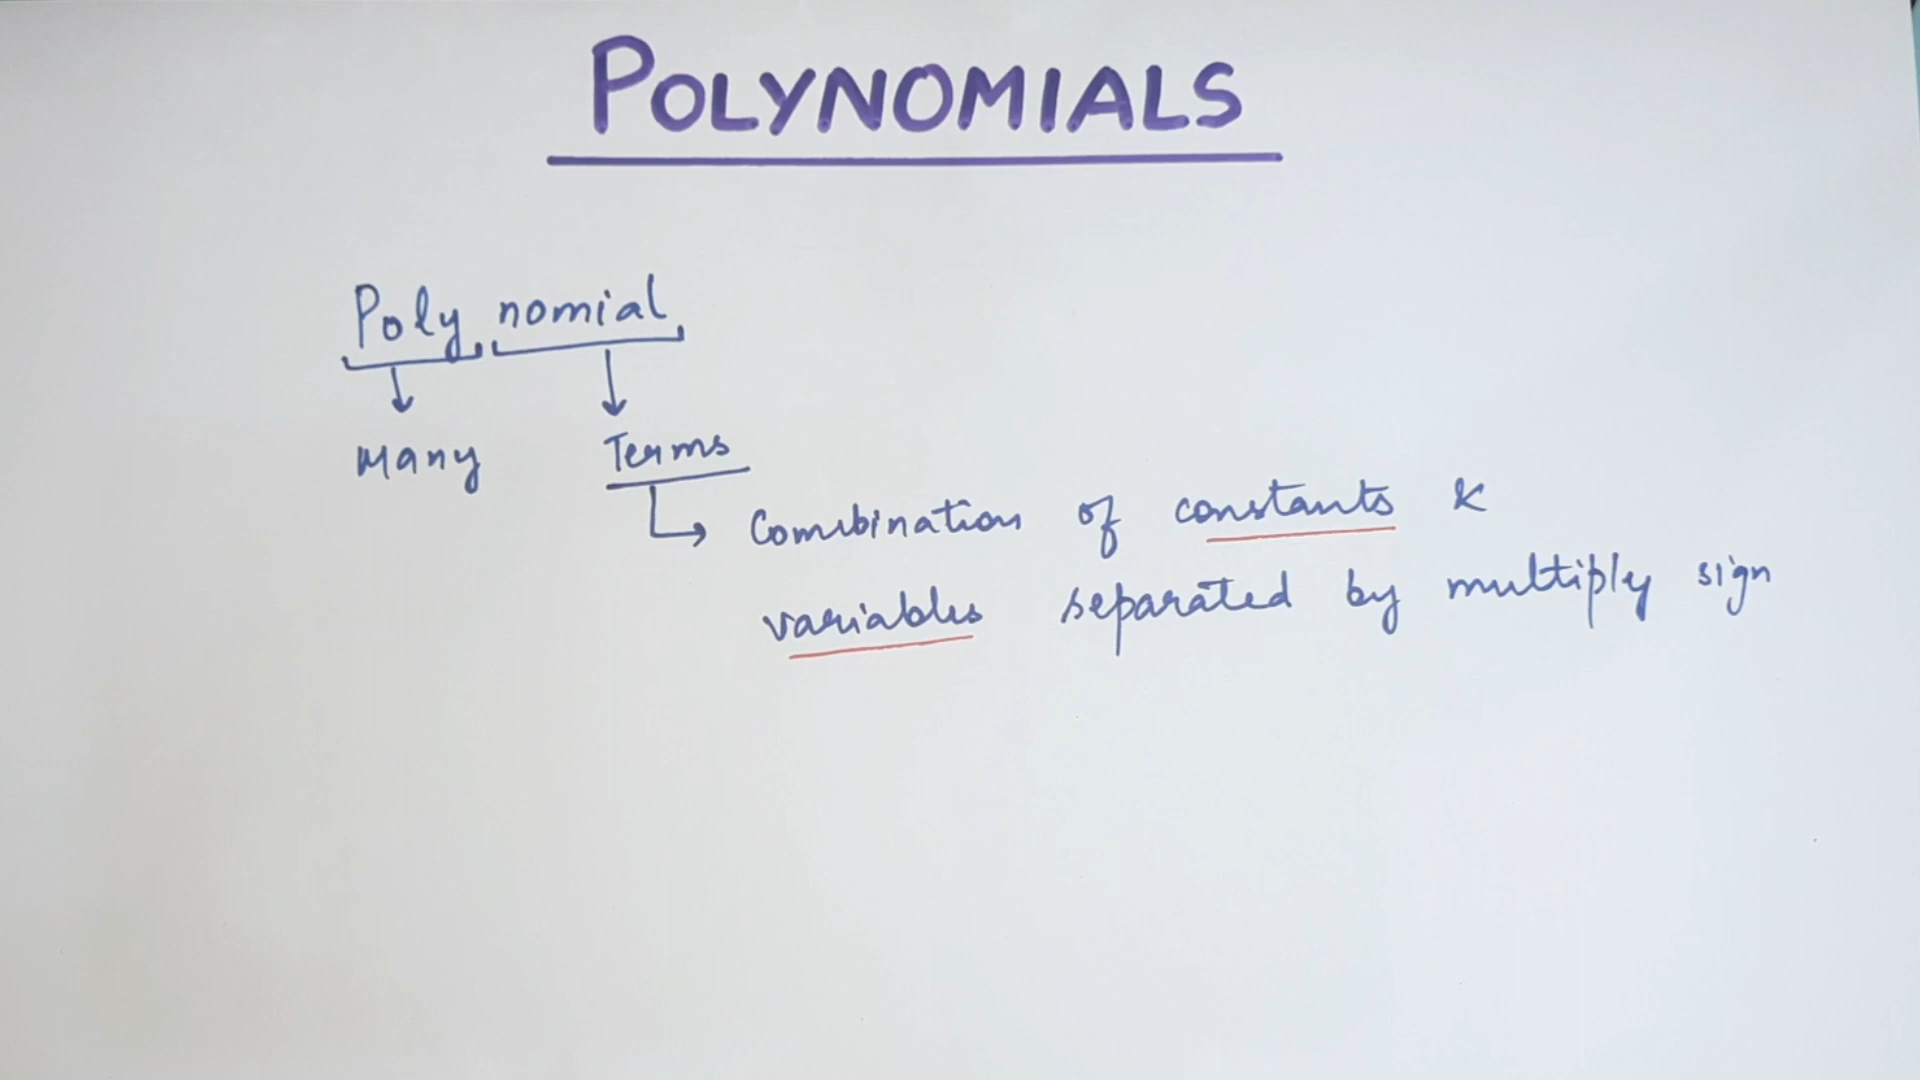 POLYNOMIALS
Poly nomial
Many Terms
Combination of constants &
variables separated by multiply sign